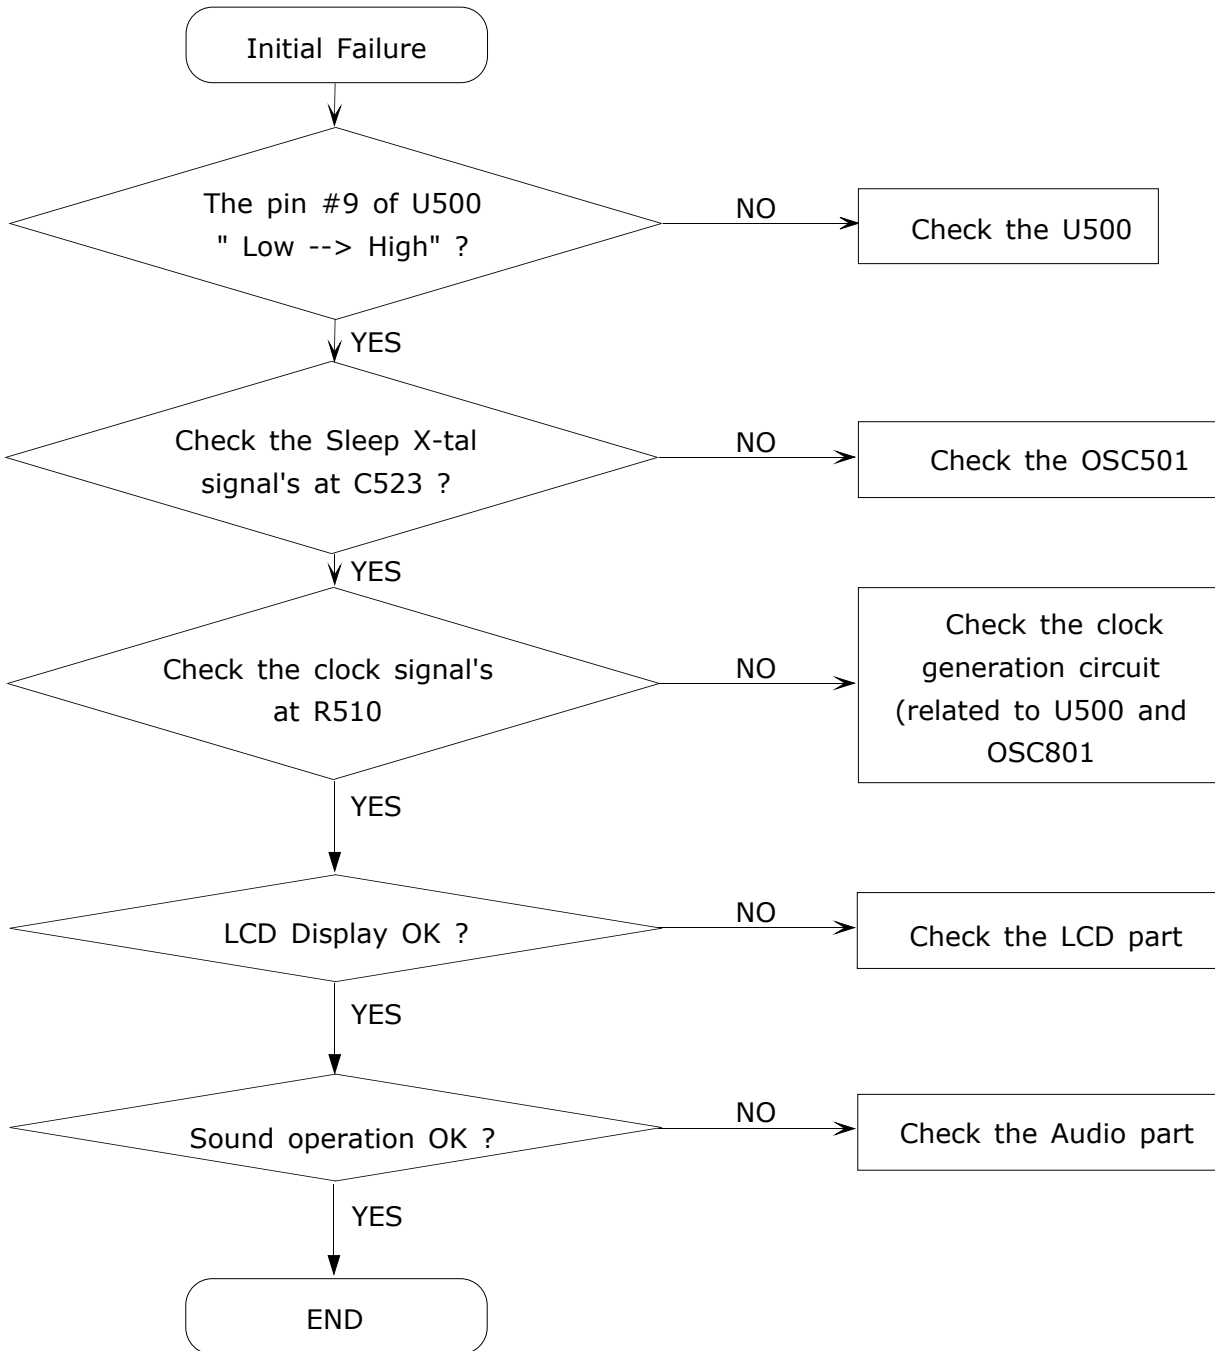 Initial Failure
The pin #9 of U500
" Low --> High" ?
NO
Check the U500
YES
Check the Sleep X-tal
signal's at C523 ?
NO
Check the OSC501
YES
Check the clock signal's
at R510
NO
Check the clock
generation circuit
(related to U500 and
OSC801
YES
LCD Display OK ?
NO
Check the LCD part
YES
Sound operation OK ?
NO
Check the Audio part
YES
END